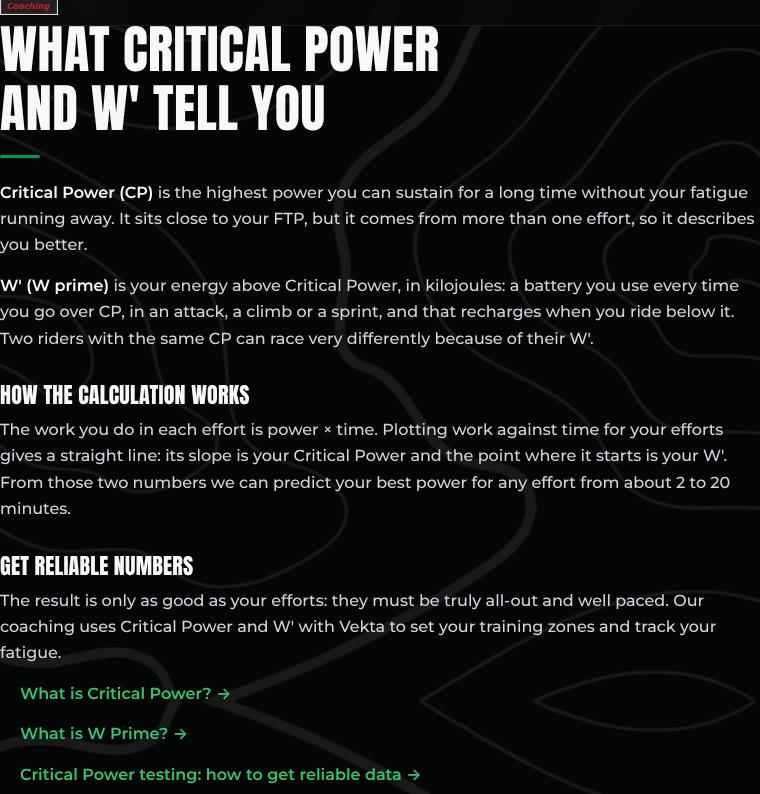 Coaching
WHAT CRITICAL POWER
AND W' TELL YOU
Critical Power (CP) is the highest power you can sustain for a long time without your fatigue
running away. It sits close to your FTP, but it comes from more than one effort, so it describes
you better.
W' (W prime) is your energy above Critical Power, in kilojoules: a battery you use every time
you go over CP, in an attack, a climb or a sprint, and that recharges when you ride below it.
Two riders with the same CP can race very differently because of their W'.
HOW THE CALCULATION WORKS
The work you do in each effort is power × time. Plotting work against time for your efforts
gives a straight line: its slope is your Critical Power and the point where it starts is your W'.
From those two numbers we can predict your best power for any effort from about 2 to 20
minutes.
GET RELIABLE NUMBERS
The result is only as good as your efforts: they must be truly all-out and well paced. Our
coaching uses Critical Power and W' with Vekta to set your training zones and track your
fatigue.
What is Critical Power? →
What is W Prime? →
Critical Power testing: how to get reliable data →